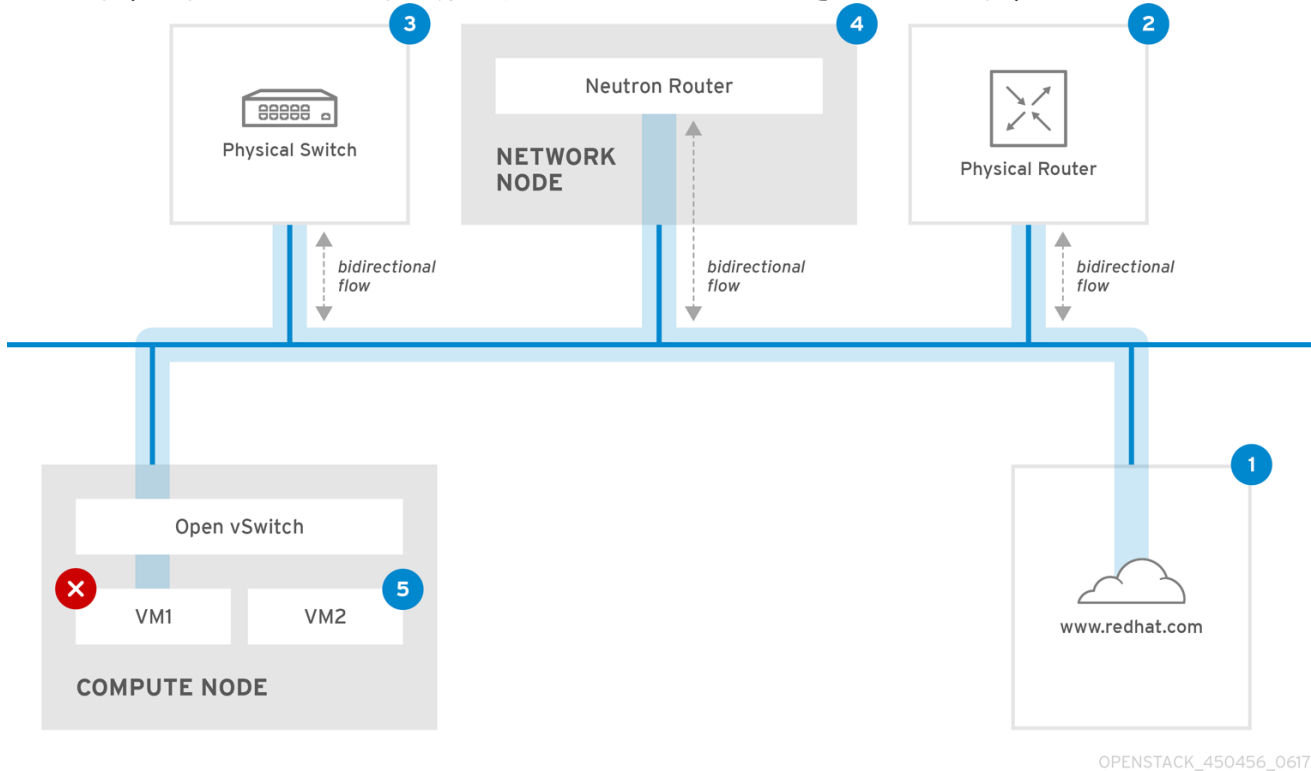 3
4
2
Neutron Router
Physical Switch
NETWORK
NODE
Physical Router
bidirectional
flow
bidirectional
flow
bidirectional
flow
1
Open vSwitch
5
VM1
VM2
www.redhat.com
COMPUTE NODE
OPENSTACK_450456_0617